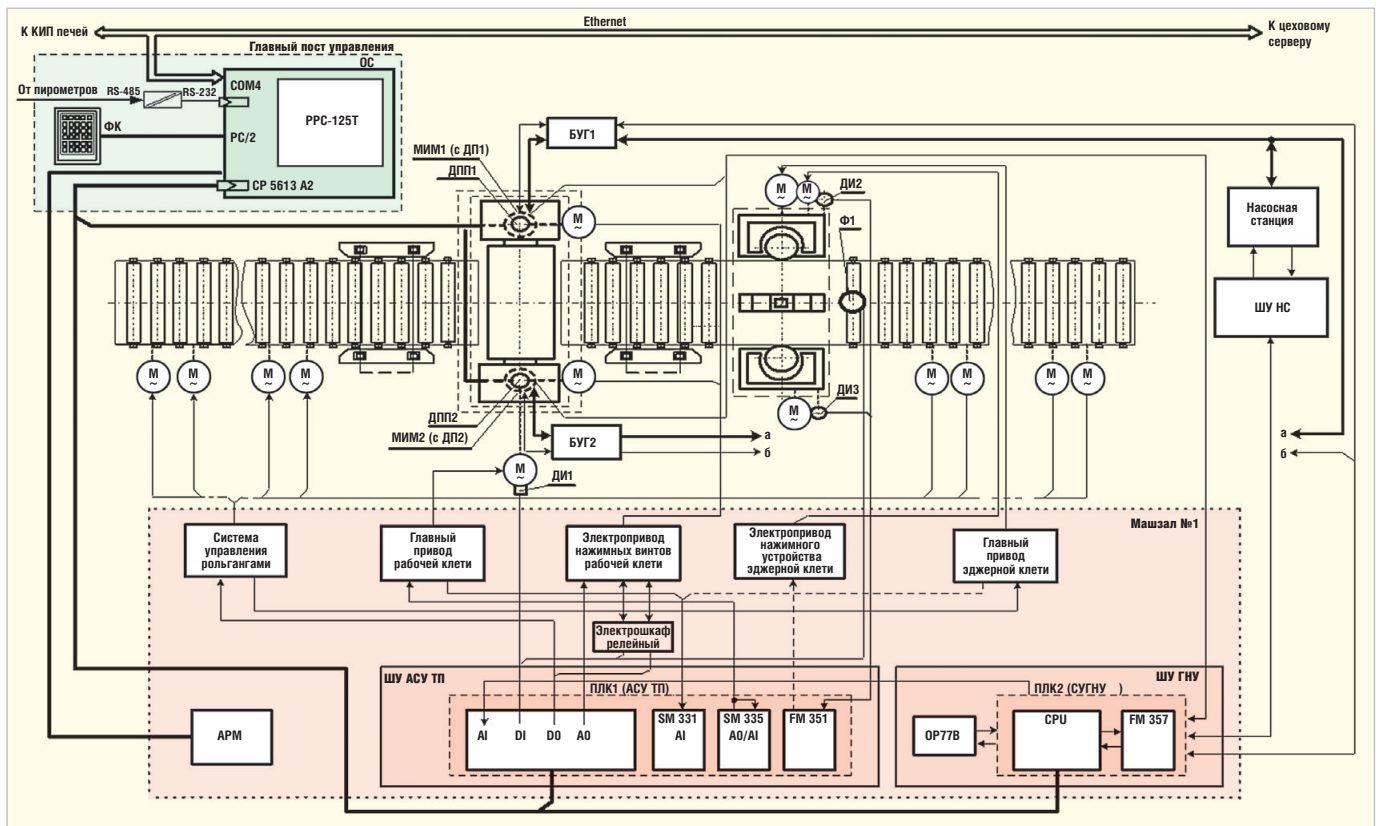 Ethernet
К КИП печей
К цеховому
серверу
Главный пост управления
ОС
COM4
От пирометров
RS-485
RS-232
PPC-125T
ФК
PC/2
CP 5613 A2
МИМ1 (с ДП1)
ДПП1
БУГ1
M
~
M
~
M
~
ДИ2
Ф1
Насосная
станция
ШУ НС
M
~
M
~
M
~
M
~
M
~
M
~
ДИ3
M
~
M
~
M
~
M
~
ДПП2
МИМ2 (с ДП2)
БУГ2
а
б
а
б
M
~
ДИ1
Машзал №1
Система
управления
рольгангами
Главный
привод
рабочей клети
Электропривод
нажимных винтов
рабочей клети
Электропривод
нажимного
устройства
эджерной клети
Главный
привод
эджерной клети
Электрошкаф
релейный
ШУ АСУ ТП
ПЛК1 (АСУ ТП)
AI
DI
DO
AO
SM 331
AI
SM 335
AO/AI
FM 351
ШУ ГНУ
ПЛК2 (СУГНУ )
OP77B
CPU
FM 357
АРМ